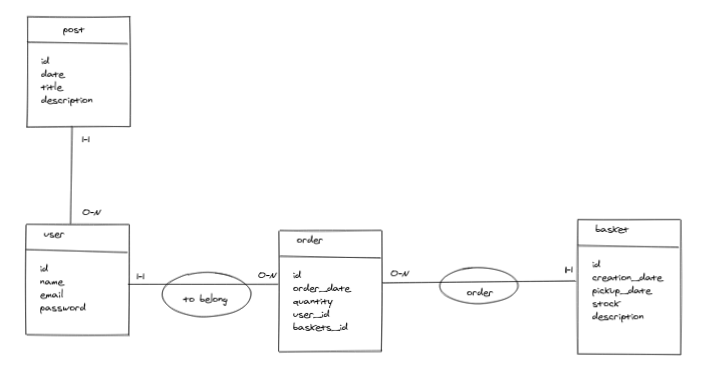 post
id
date
title
description
1-1
0-N
user
id
name
email
password
1-1
to belong
0-N
order
id
order_date
quantity
user_id
baskets_id
0-N
order
1-1
basket
id
creation_date
pickup_date
stock
description